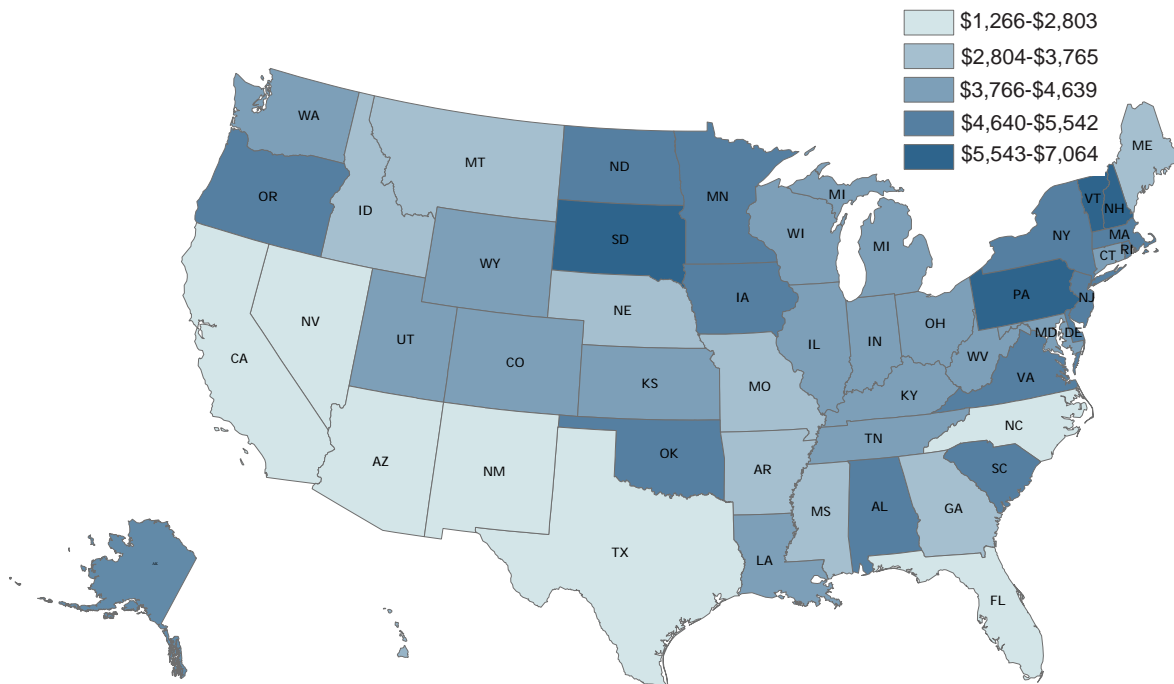 $1,266-$2,803
$2,804-$3,765
$3,766-$4,639
$4,640-$5,542
$5,543-$7,064
WA
MT
ND
MN
ME
OR
ID
SD
WI
MI
MI
VT
NH
NY
MA
CT
RI
WY
IA
PA
NJ
NV
NE
OH
MD
DE
CA
UT
CO
IL
IN
WV
VA
KS
MO
KY
NC
AZ
NM
OK
AR
TN
SC
MS
AL
GA
TX
LA
FL